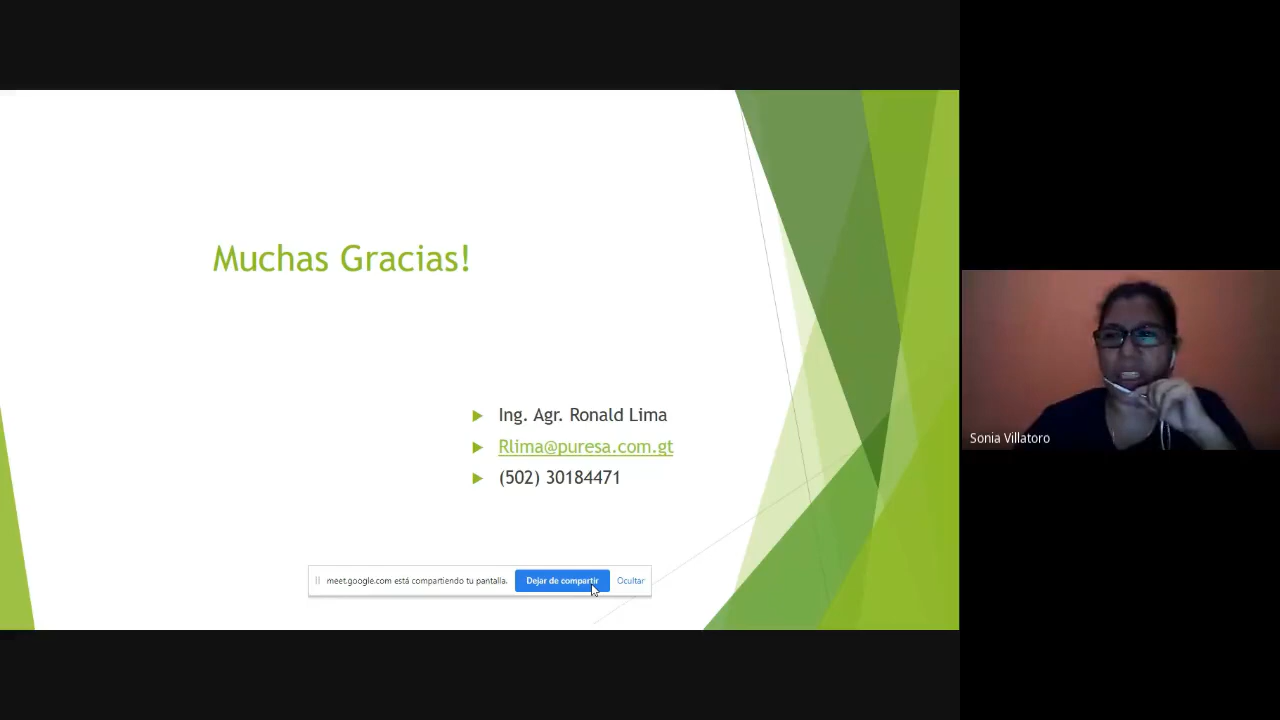 Muchas Gracias!
Ing. Agr. Ronald Lima
Rlima@puresa.com.gt
(502) 30184471
meet.google.com está compartiendo tu pantalla.
Dejar de compartir
Ocultar
Sonia Villatoro